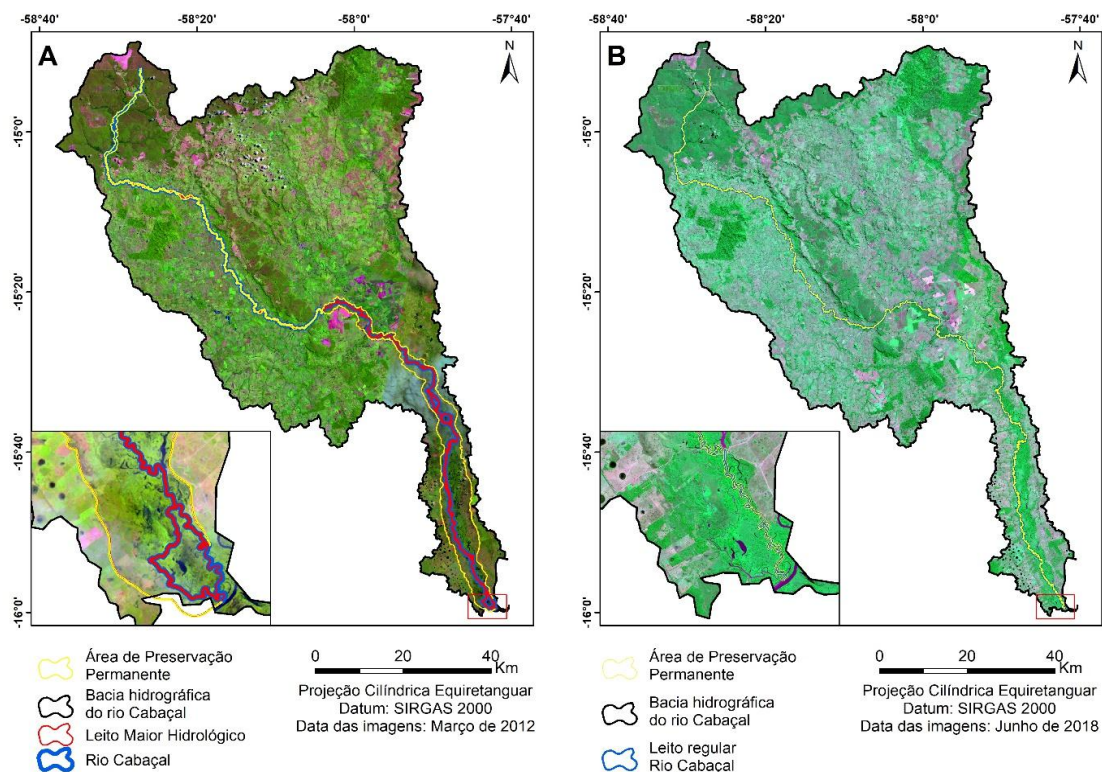 -58°40' -58°20' -58°0' -57°40'
A
N
-15°0'
-15°20'
-15°40'
-16°0'
Área de Preservação
Permanente
Bacia hidrográfica
do rio Cabaçal
Leito Maior Hidrológico
Rio Cabaçal
0 20 40
Km
Projeção Cilíndrica Equiretanguar
Datum: SIRGAS 2000
Data das imagens: Março de 2012
-58°40' -58°20' -58°0' -57°40'
B
N
-15°0'
-15°20'
-15°40'
-16°0'
Área de Preservação
Permanente
Bacia hidrográfica
do rio Cabaçal
Leito regular
Rio Cabaçal
0 20 40
Km
Projeção Cilíndrica Equiretanguar
Datum: SIRGAS 2000
Data das imagens: Junho de 2018